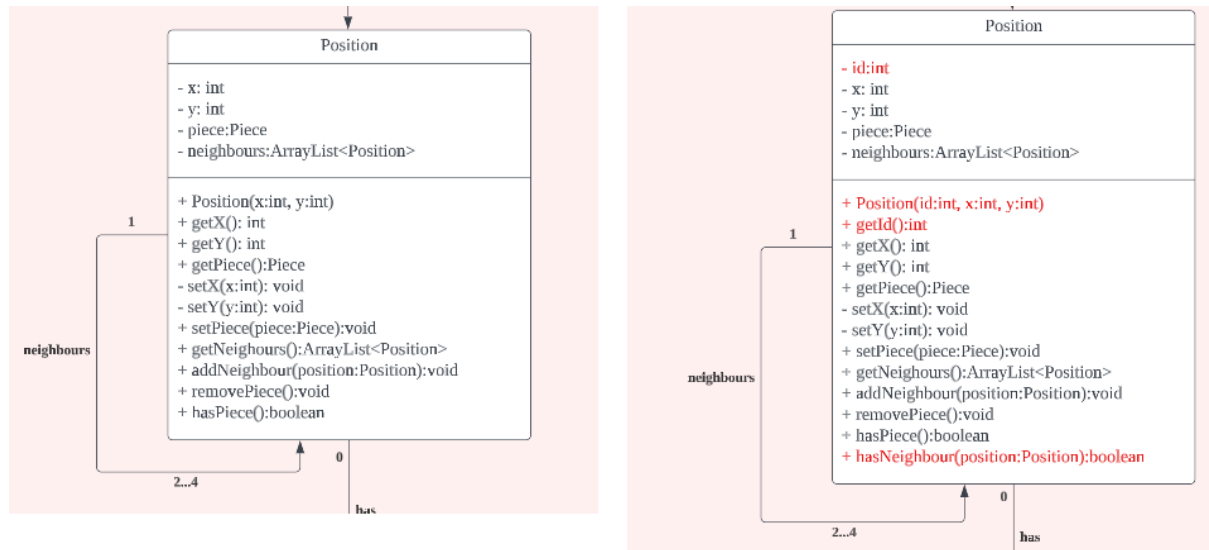 Position
- x: int
- y: int
- piece:Piece
- neighbours:ArrayList<Position>
+ Position(x:int, y:int)
+ getX(): int
+ getY(): int
+ getPiece():Piece
- setX(x:int): void
- setY(y:int): void
+ setPiece(piece:Piece):void
+ getNeighours():ArrayList<Position>
+ addNeighbour(position:Position):void
+ removePiece():void
+ hasPiece():boolean
1
neighbours
2...4
0
has
Position
- id:int
- x: int
- y: int
- piece:Piece
- neighbours:ArrayList<Position>
+ Position(id:int, x:int, y:int)
+ getId():int
+ getX(): int
+ getY(): int
+ getPiece():Piece
- setX(x:int): void
- setY(y:int): void
+ setPiece(piece:Piece):void
+ getNeighours():ArrayList<Position>
+ addNeighbour(position:Position):void
+ removePiece():void
+ hasPiece():boolean
+ hasNeighbour(position:Position):boolean
1
neighbours
2...4
0
has